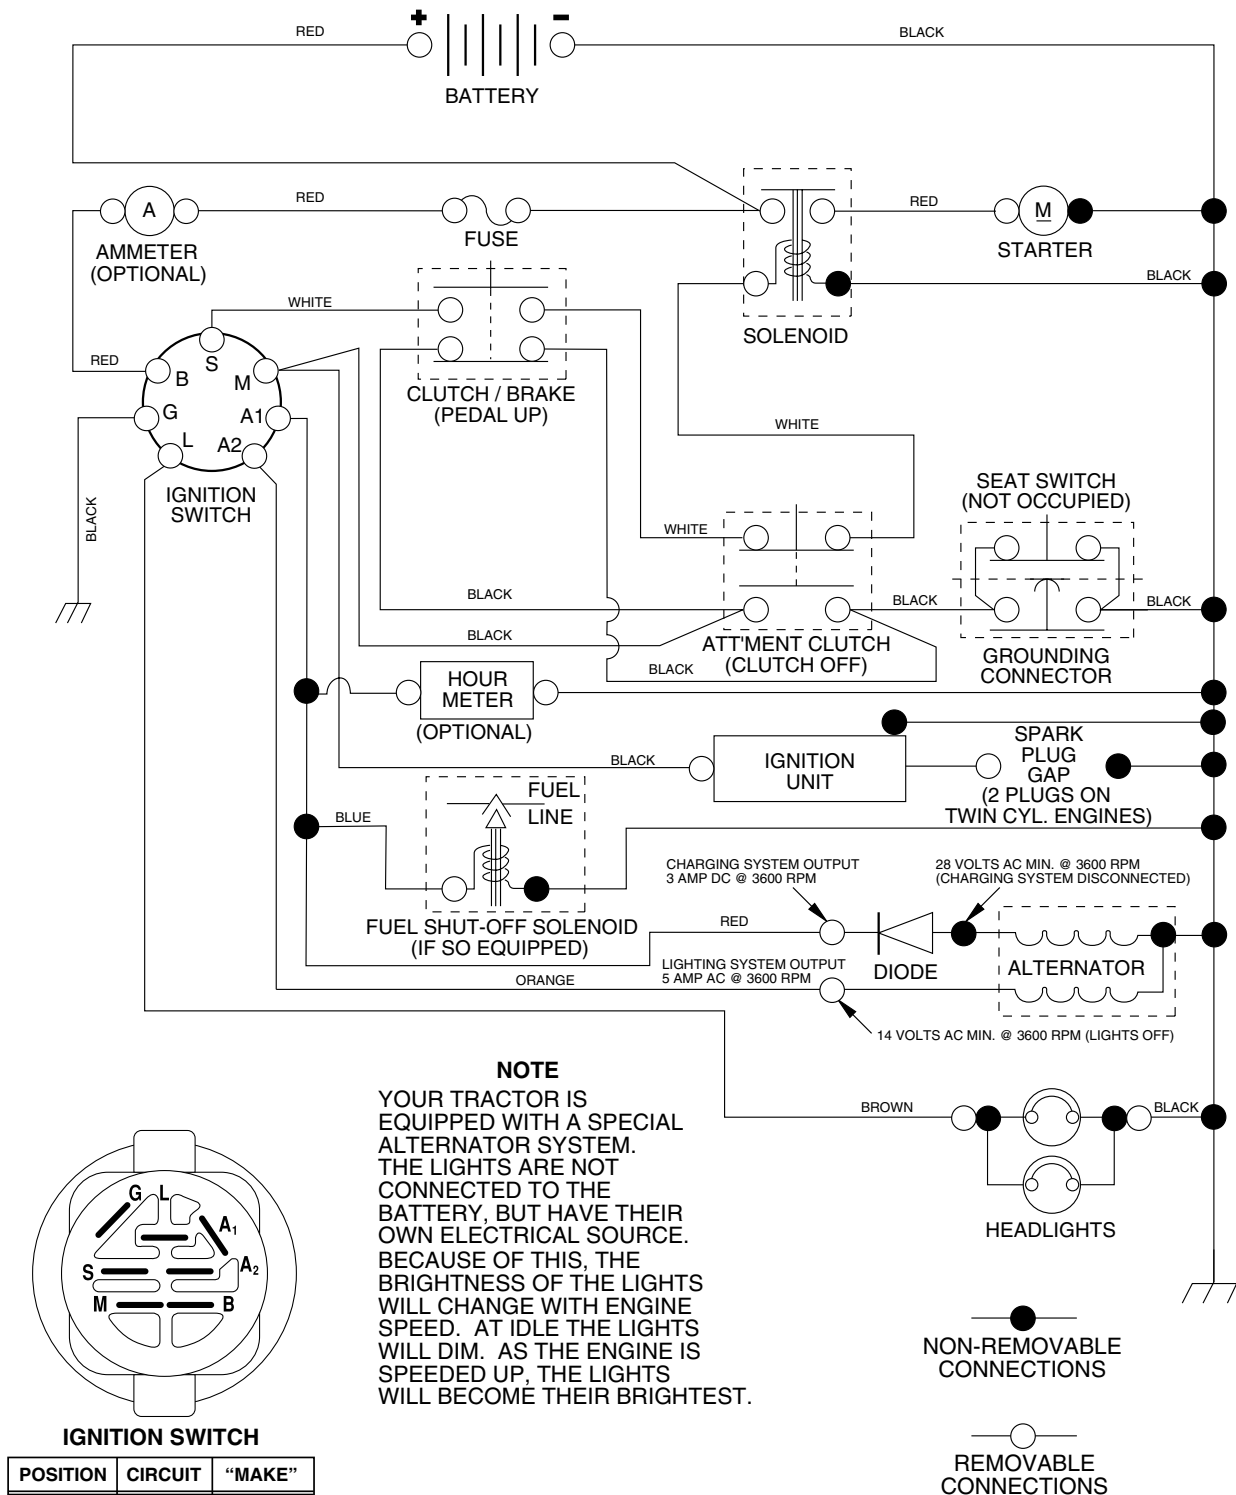 + −
RED
BLACK
BATTERY
A
RED
FUSE
RED
M
STARTER
AMMETER
(OPTIONAL)
BLACK
WHITE
SOLENOID
RED
S
B
M
G
A1
L
A2
CLUTCH / BRAKE
(PEDAL UP)
WHITE
IGNITION
SWITCH
BLACK
SEAT SWITCH
(NOT OCCUPIED)
WHITE
BLACK
BLACK
BLACK
BLACK
ATT'MENT CLUTCH
(CLUTCH OFF)
GROUNDING
CONNECTOR
BLACK
HOUR
METER
(OPTIONAL)
BLACK
IGNITION
UNIT
SPARK
PLUG
GAP
(2 PLUGS ON
TWIN CYL. ENGINES)
FUEL
LINE
BLUE
FUEL SHUT-OFF SOLENOID
(IF SO EQUIPPED)
CHARGING SYSTEM OUTPUT
3 AMP DC @ 3600 RPM
28 VOLTS AC MIN. @ 3600 RPM
(CHARGING SYSTEM DISCONNECTED)
RED
DIODE
ALTERNATOR
LIGHTING SYSTEM OUTPUT
5 AMP AC @ 3600 RPM
ORANGE
14 VOLTS AC MIN. @ 3600 RPM (LIGHTS OFF)
NOTE
YOUR TRACTOR IS
EQUIPPED WITH A SPECIAL
ALTERNATOR SYSTEM.
THE LIGHTS ARE NOT
CONNECTED TO THE
BATTERY, BUT HAVE THEIR
OWN ELECTRICAL SOURCE.
BECAUSE OF THIS, THE
BRIGHTNESS OF THE LIGHTS
WILL CHANGE WITH ENGINE
SPEED. AT IDLE THE LIGHTS
WILL DIM. AS THE ENGINE IS
SPEEDED UP, THE LIGHTS
WILL BECOME THEIR BRIGHTEST.
BROWN
BLACK
HEADLIGHTS
G L
A1
S
A2
M
B
IGNITION SWITCH
POSITION CIRCUIT “MAKE”
NON-REMOVABLE
CONNECTIONS
REMOVABLE
CONNECTIONS